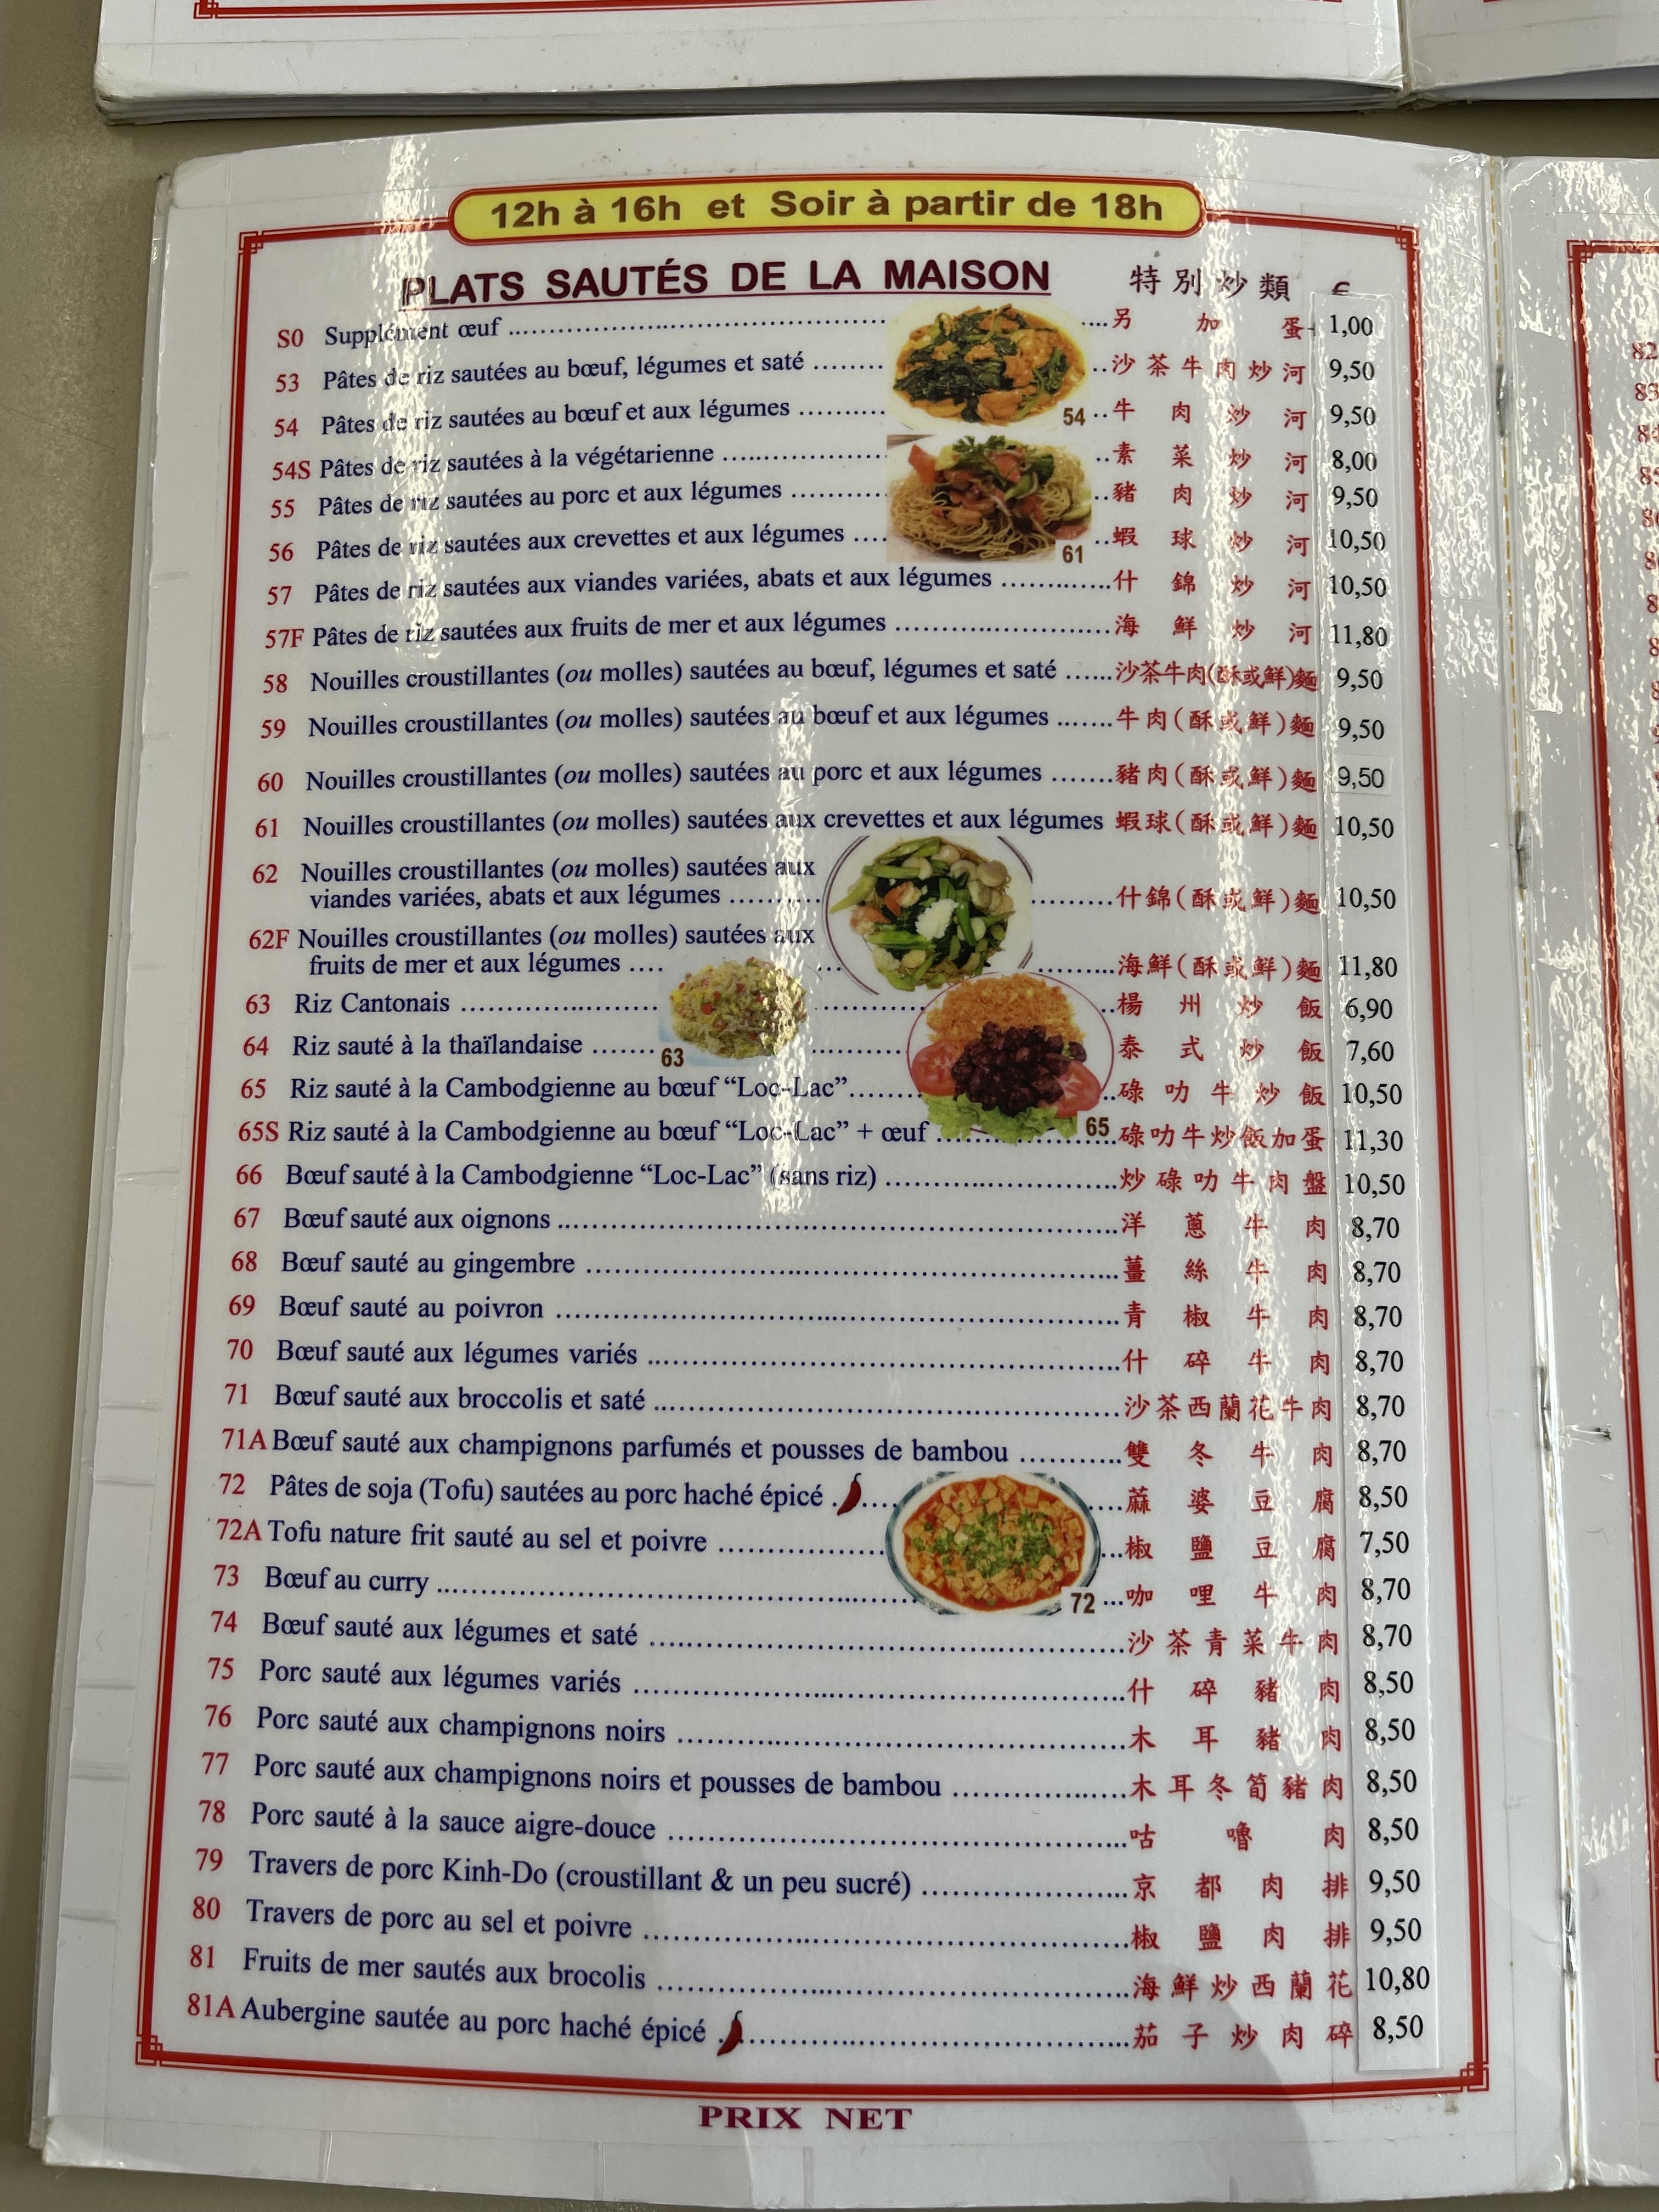 12h à 16h et Soir à partir de 18h
PLATS SAUTÉS DE LA MAISON 特別炒類 €
S0 Supplément œuf 另加蛋 1,00
53 Pâtes de riz sautées au bœuf, légumes et saté 沙茶牛肉炒河 9,50
54 Pâtes de riz sautées au bœuf et aux légumes 54 牛肉炒河 9,50
54S Pâtes de riz sautées à la végétarienne 素菜炒河 8,00
55 Pâtes de riz sautées au porc et aux légumes 豬肉炒河 9,50
56 Pâtes de riz sautées aux crevettes et aux légumes 61 蝦球炒河 10,50
57 Pâtes de riz sautées aux viandes variées, abats et aux légumes 什錦炒河 10,50
57F Pâtes de riz sautées aux fruits de mer et aux légumes 海鮮炒河 11,80
58 Nouilles croustillantes (ou molles) sautées au bœuf, légumes et saté 沙茶牛肉(酥或鮮)麵 9,50
59 Nouilles croustillantes (ou molles) sautées au bœuf et aux légumes 牛肉(酥或鮮)麵 9,50
60 Nouilles croustillantes (ou molles) sautées au porc et aux légumes 豬肉(酥或鮮)麵 9,50
61 Nouilles croustillantes (ou molles) sautées aux crevettes et aux légumes 蝦球(酥或鮮)麵 10,50
62 Nouilles croustillantes (ou molles) sautées aux
viandes variées, abats et aux légumes 什錦(酥或鮮)麵 10,50
62F Nouilles croustillantes (ou molles) sautées aux
fruits de mer et aux légumes 海鮮(酥或鮮)麵 11,80
63 Riz Cantonais 楊州炒飯 6,90
64 Riz sauté à la thaïlandaise 63 泰式炒飯 7,60
65 Riz sauté à la Cambodgienne au bœuf “Loc-Lac” 碌叻牛炒飯 10,50
65S Riz sauté à la Cambodgienne au bœuf “Loc-Lac” + œuf 65 碌叻牛炒飯加蛋 11,30
66 Bœuf sauté à la Cambodgienne “Loc-Lac” (sans riz) 炒碌叻牛肉盤 10,50
67 Bœuf sauté aux oignons 洋蔥牛肉 8,70
68 Bœuf sauté au gingembre 薑絲牛肉 8,70
69 Bœuf sauté au poivron 青椒牛肉 8,70
70 Bœuf sauté aux légumes variés 什碎牛肉 8,70
71 Bœuf sauté aux broccolis et saté 沙茶西蘭花牛肉 8,70
71A Bœuf sauté aux champignons parfumés et pousses de bambou 雙冬牛肉 8,70
72 Pâtes de soja (Tofu) sautées au porc haché épicé 蔴婆豆腐 8,50
72A Tofu nature frit sauté au sel et poivre 椒鹽豆腐 7,50
73 Bœuf au curry 72 咖哩牛肉 8,70
74 Bœuf sauté aux légumes et saté 沙茶青菜牛肉 8,70
75 Porc sauté aux légumes variés 什碎豬肉 8,50
76 Porc sauté aux champignons noirs 木耳豬肉 8,50
77 Porc sauté aux champignons noirs et pousses de bambou 木耳冬筍豬肉 8,50
78 Porc sauté à la sauce aigre-douce 咕嚕肉 8,50
79 Travers de porc Kinh-Do (croustillant & un peu sucré) 京都肉排 9,50
80 Travers de porc au sel et poivre 椒鹽肉排 9,50
81 Fruits de mer sautés aux brocolis 海鮮炒西蘭花 10,80
81A Aubergine sautée au porc haché épicé 茄子炒肉碎 8,50
PRIX NET